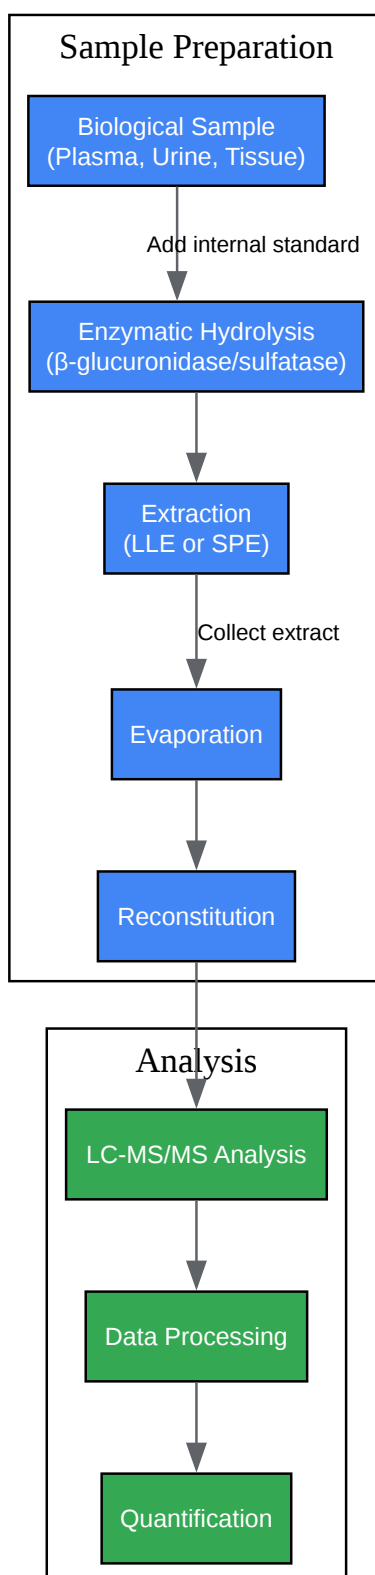 Sample Preparation
Biological Sample
(Plasma, Urine, Tissue)
Add internal standard
Enzymatic Hydrolysis
(β-glucuronidase/sulfatase)
Extraction
(LLE or SPE)
Collect extract
Evaporation
Reconstitution
Analysis
LC-MS/MS Analysis
Data Processing
Quantification